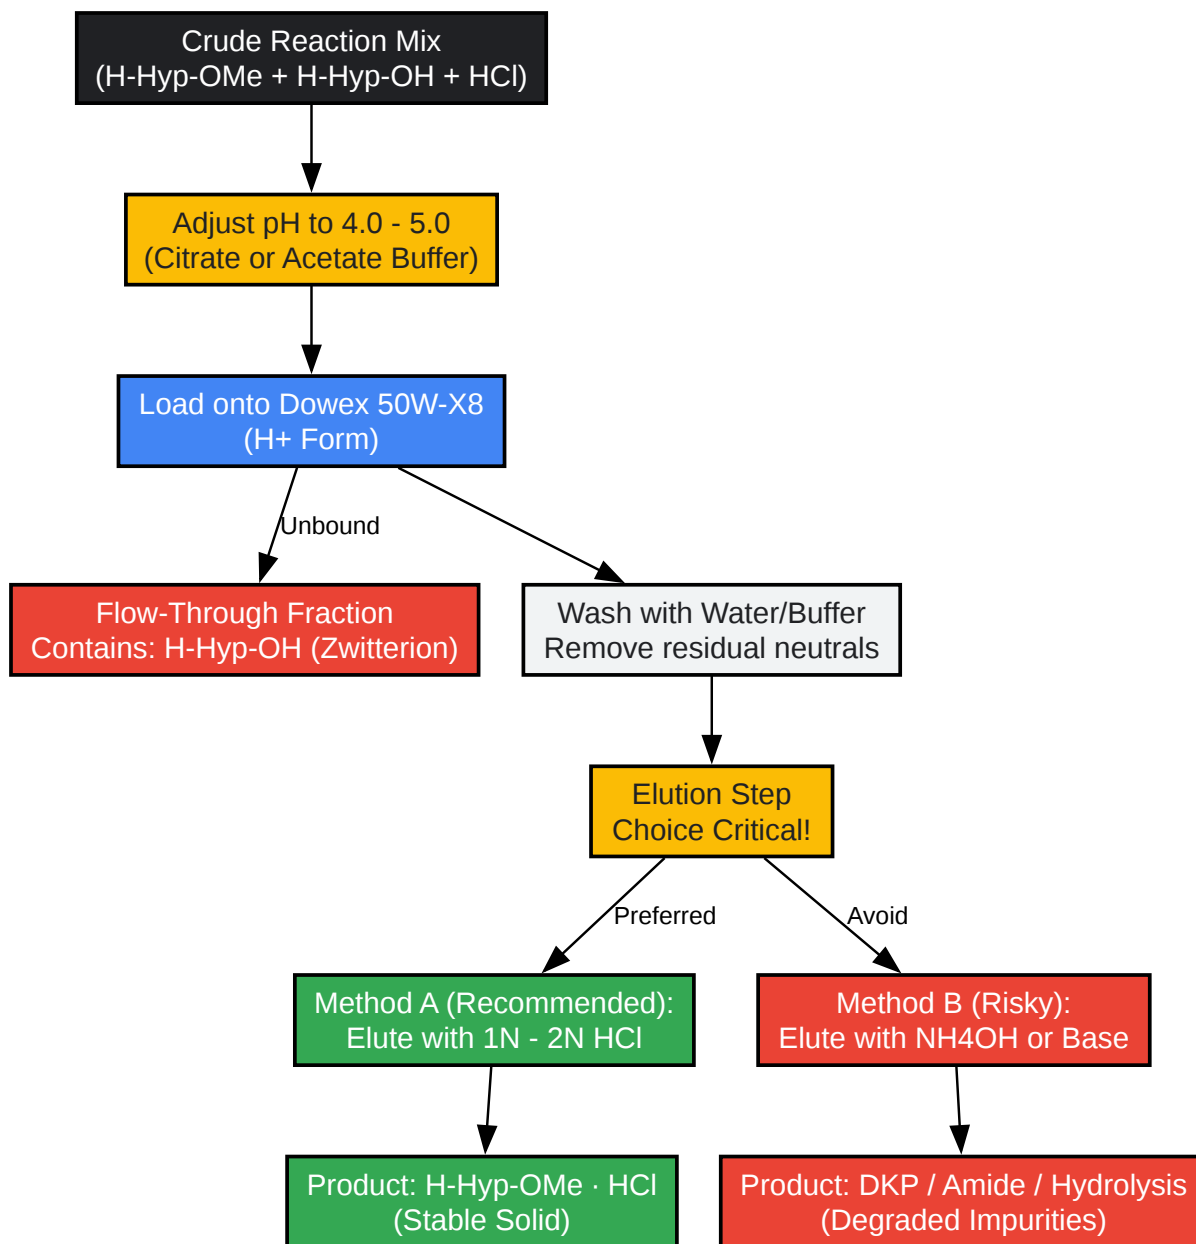 Crude Reaction Mix
(H-Hyp-OMe + H-Hyp-OH + HCl)
Adjust pH to 4.0 - 5.0
(Citrate or Acetate Buffer)
Load onto Dowex 50W-X8
(H+ Form)
Unbound
Flow-Through Fraction
Contains: H-Hyp-OH (Zwitterion)
Wash with Water/Buffer
Remove residual neutrals
Elution Step
Choice Critical!
Preferred
Avoid
Method A (Recommended):
Elute with 1N - 2N HCl
Method B (Risky):
Elute with NH4OH or Base
Product: H-Hyp-OMe · HCl
(Stable Solid)
Product: DKP / Amide / Hydrolysis
(Degraded Impurities)